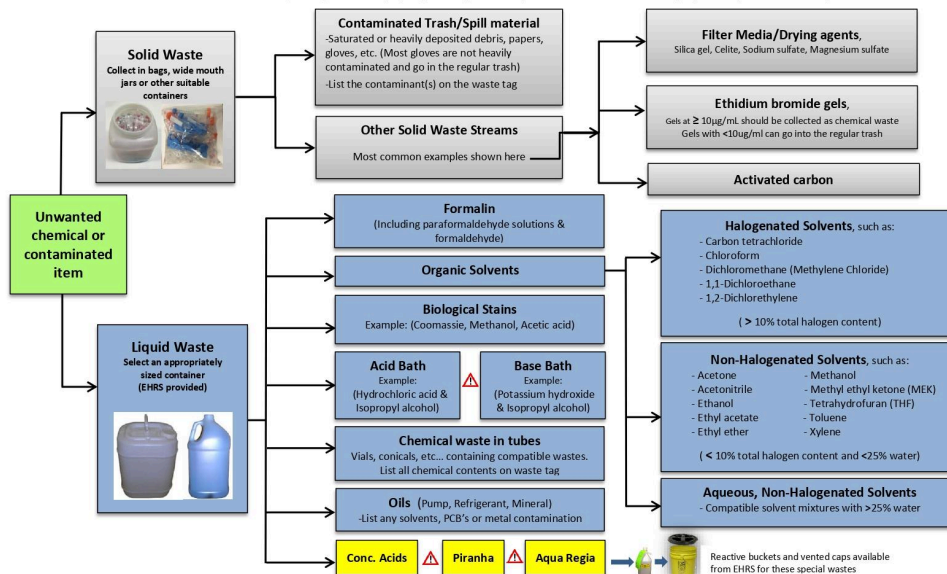 Solid Waste
Collect in bags, wide mouth
jars or other suitable
containers
Contaminated Trash/Spill material
-Saturated or heavily deposited debris, papers,
gloves, etc. (Most gloves are not heavily
contaminated and go in the regular trash)
-List the contaminant(s) on the waste tag
Other Solid Waste Streams
Most common examples shown here
Filter Media/Drying agents,
Silica gel, Celite, Sodium sulfate, Magnesium sulfate
Ethidium bromide gels,
Gels at ≥ 10μg/mL should be collected as chemical waste
Gels with <10ug/ml can go into the regular trash
Activated carbon
Unwanted
chemical or
contaminated
item
Liquid Waste
Select an appropriately
sized container
(EHRS provided)
Formalin
(Including paraformaldehyde solutions &
formaldehyde)
Organic Solvents
Biological Stains
Example: (Coomassie, Methanol, Acetic acid)
Acid Bath
Example:
(Hydrochloric acid &
Isopropyl alcohol)
Base Bath
Example:
(Potassium hydroxide
& Isopropyl alcohol)
Chemical waste in tubes
Vials, conicals, etc... containing compatible wastes.
List all chemical contents on waste tag
Oils (Pump, Refrigerant, Mineral)
-List any solvents, PCB's or metal contamination
Conc. Acids
Piranha
Aqua Regia
Halogenated Solvents, such as:
- Carbon tetrachloride
- Chloroform
- Dichloromethane (Methylene Chloride)
- 1,1-Dichloroethane
- 1,2-Dichlorethylene
( > 10% total halogen content)
Non-Halogenated Solvents, such as:
- Acetone
- Acetonitrile
- Ethanol
- Ethyl acetate
- Ethyl ether
- Methanol
- Methyl ethyl ketone (MEK)
- Tetrahydrofuran (THF)
- Toluene
- Xylene
( < 10% total halogen content and <25% water)
Aqueous, Non-Halogenated Solvents
- Compatible solvent mixtures with >25% water
Reactive buckets and vented caps available
from EHRS for these special wastes